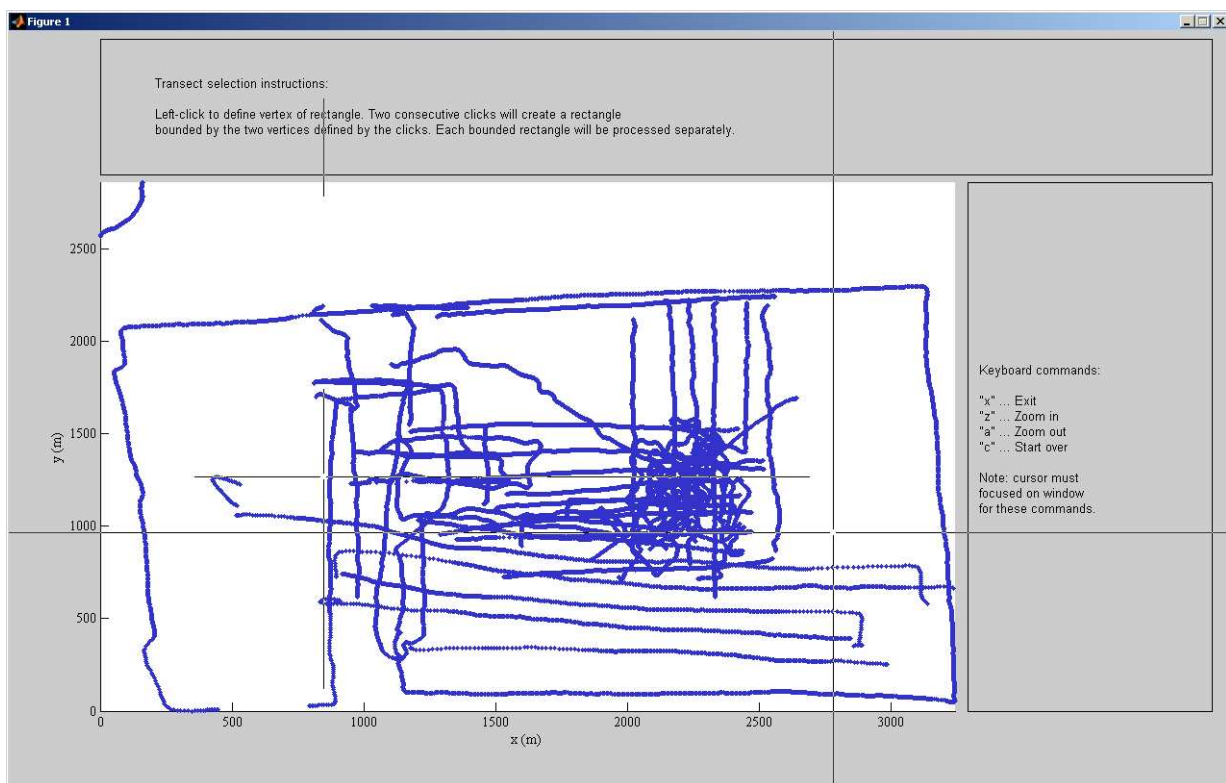 Figure 1
Transect selection instructions:
Left-click to define vertex of rectangle. Two consecutive clicks will create a rectangle
bounded by the two vertices defined by the clicks. Each bounded rectangle will be processed separately.
2500
2000
1500
1000
500
0
y (m)
0
500
1000
1500
2000
2500
3000
x (m)
Keyboard commands:
"x" ... Exit
"z" ... Zoom in
"a" ... Zoom out
"c" ... Start over
Note: cursor must
focused on window
for these commands.